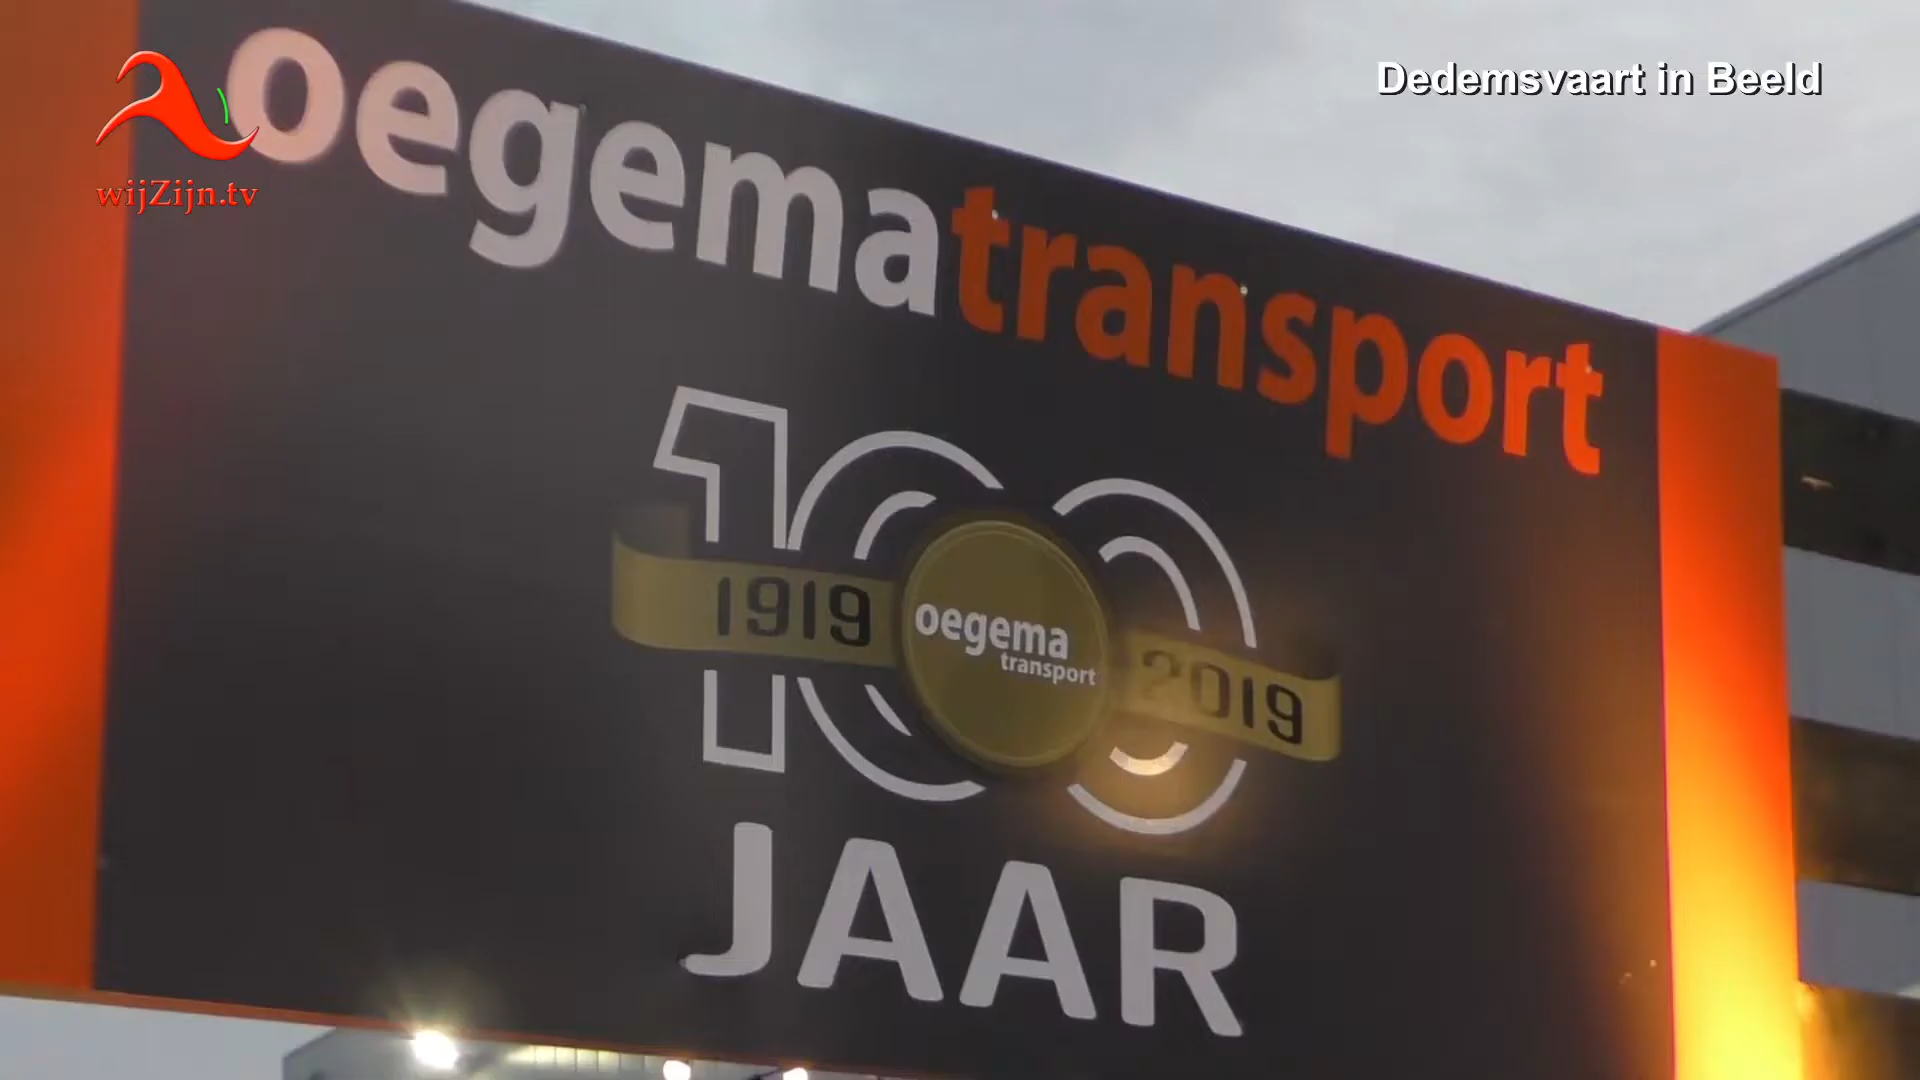 Dedemsvaart in Beeld
wijZijn.tv
oegematransport
100
1919
oegema
transport
2019
JAAR